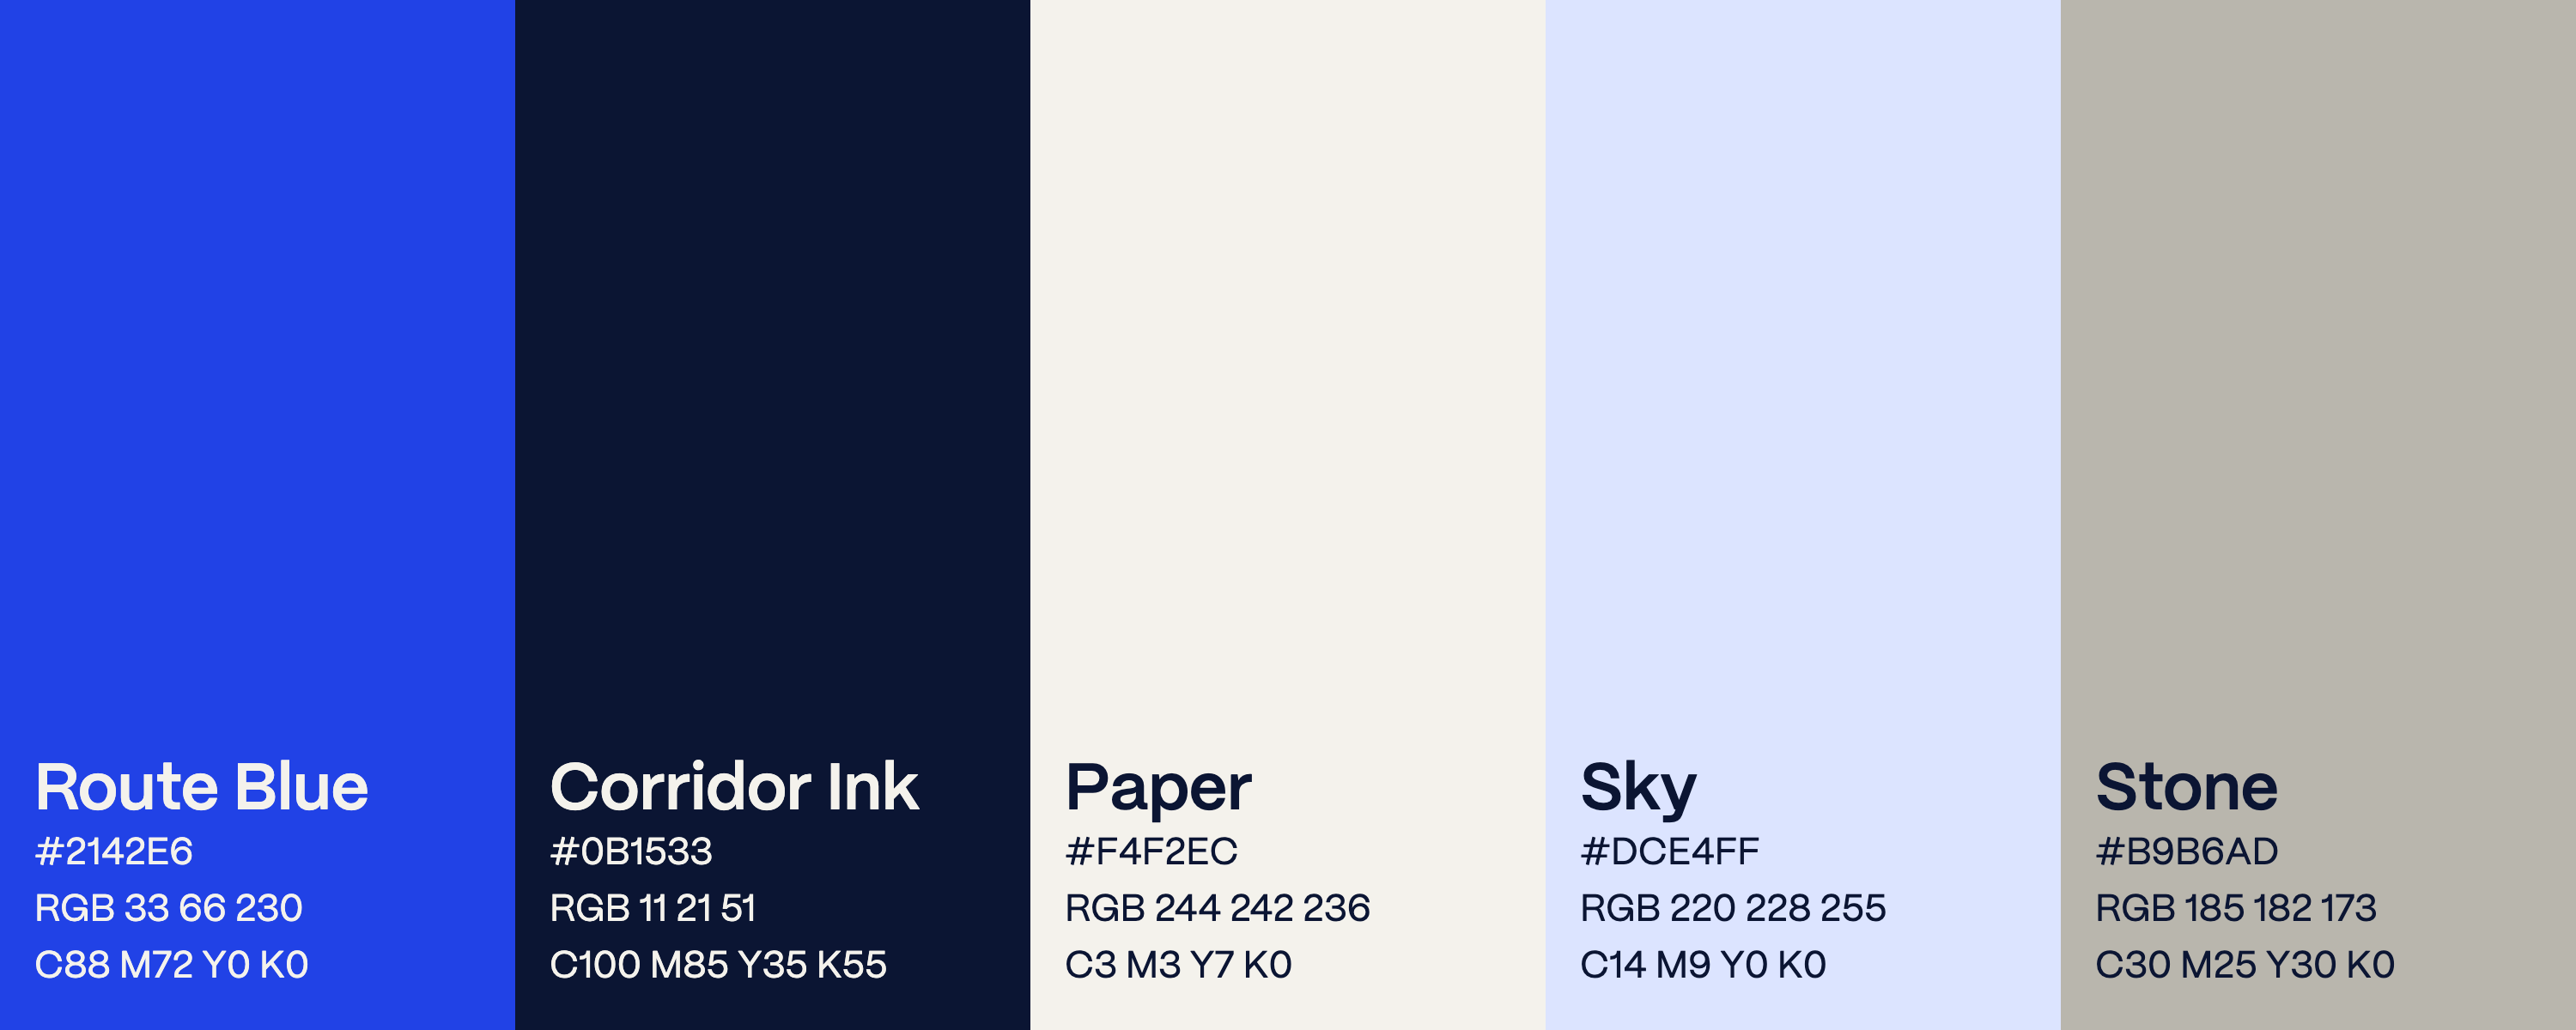 Route Blue
#2142E6
RGB 33 66 230
C88 M72 Y0 K0
Corridor Ink
#0B1533
RGB 11 21 51
C100 M85 Y35 K55
Paper
#F4F2EC
RGB 244 242 236
C3 M3 Y7 K0
Sky
#DCE4FF
RGB 220 228 255
C14 M9 Y0 K0
Stone
#B9B6AD
RGB 185 182 173
C30 M25 Y30 K0